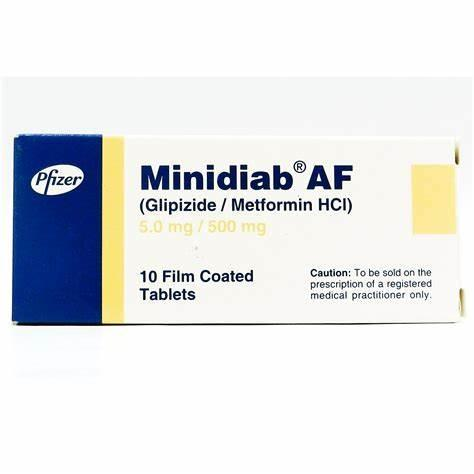 Pfizer
Minidiab® AF
(Glipizide / Metformin HCl)
5.0 mg / 500 mg
10 Film Coated
Tablets
Caution: To be sold on the
prescription of a registered
medical practitioner only.